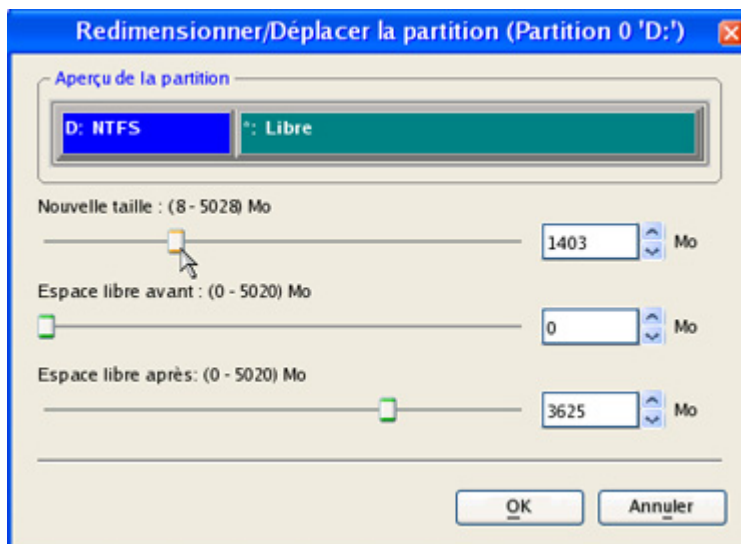 Redimensionner/Déplacer la partition (Partition 0 'D:')
Aperçu de la partition
D: NTFS
*: Libre
Nouvelle taille : (8 - 5028) Mo
1403 Mo
Espace libre avant : (0 - 5020) Mo
0 Mo
Espace libre après: (0 - 5020) Mo
3625 Mo
OK
Annuler